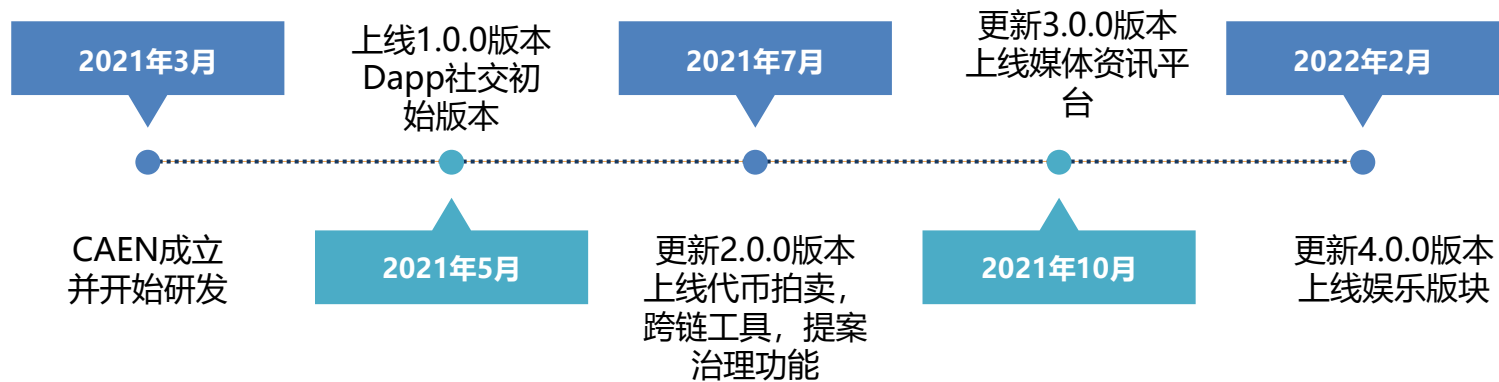 2021年3月
CAEN成立
并开始研发
上线1.0.0版本
Dapp社交初
始版本
2021年5月
2021年7月
更新2.0.0版本
上线代币拍卖，
跨链工具，提案
治理功能
更新3.0.0版本
上线媒体资讯平
台
2021年10月
2022年2月
更新4.0.0版本
上线娱乐版块